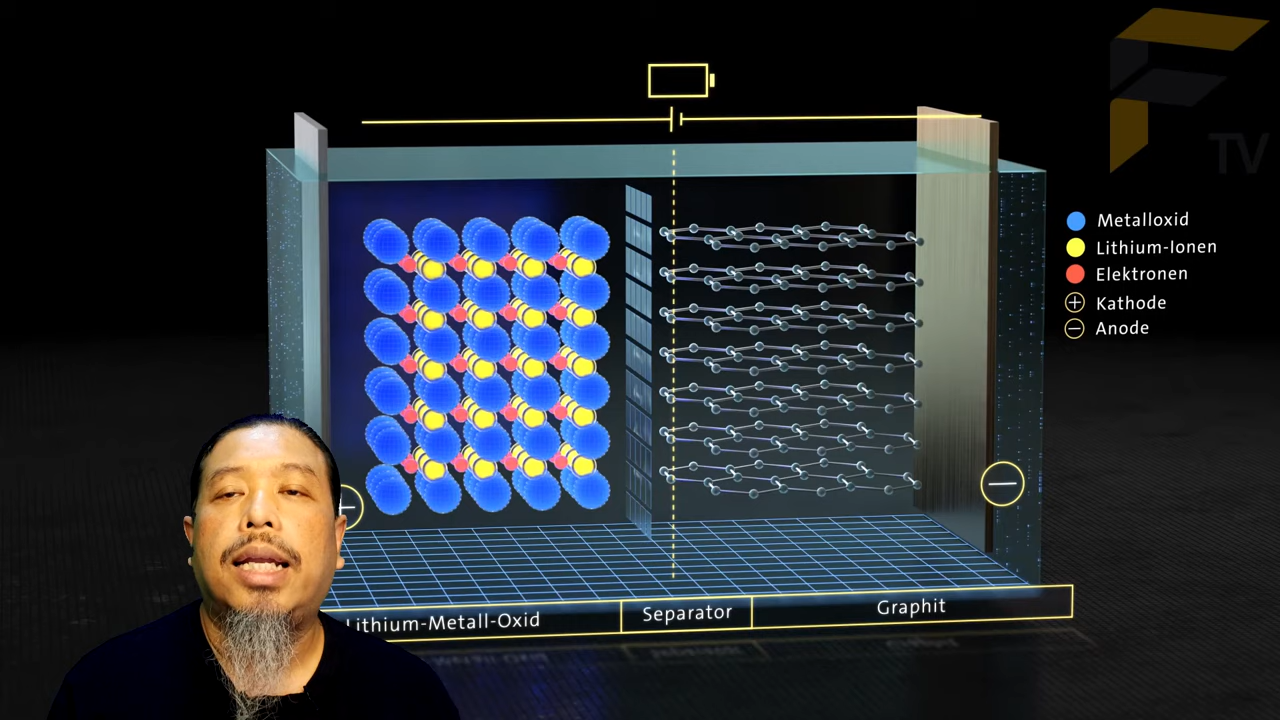 TV
Metalloxid
Lithium-Ionen
Elektronen
Kathode
Anode
Lithium-Metall-Oxid
Separator
Graphit